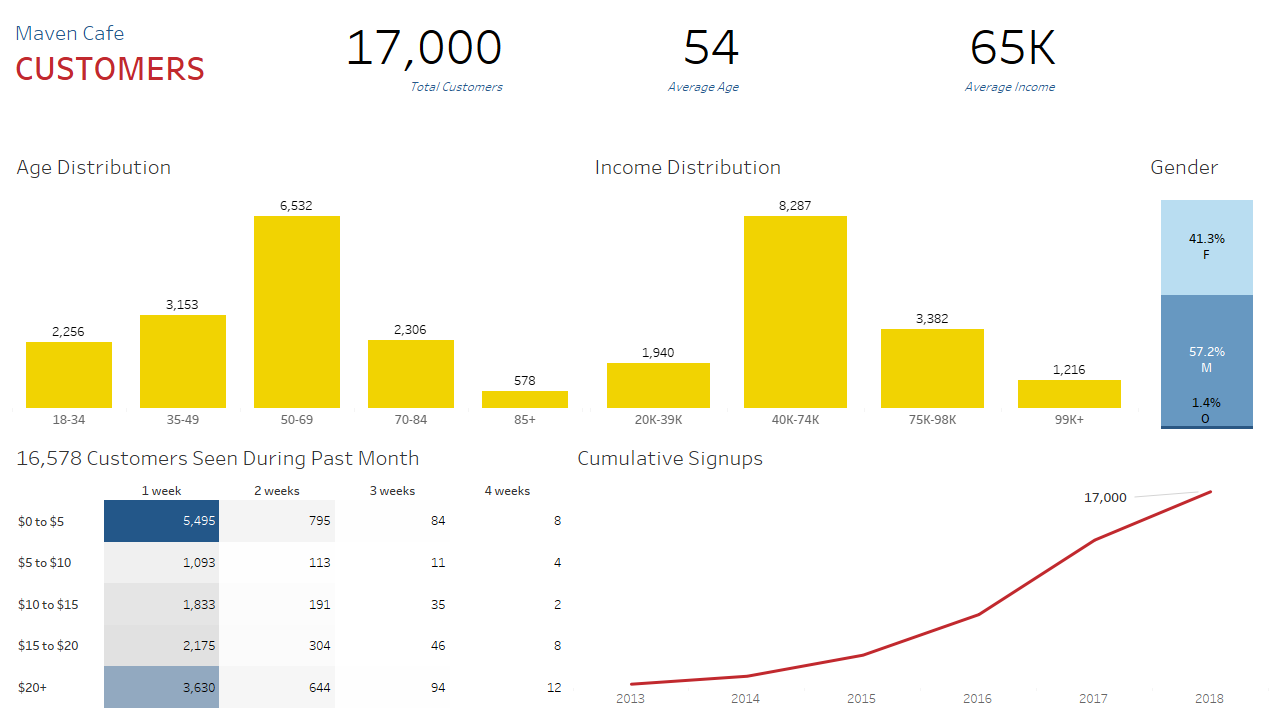 Maven Cafe
CUSTOMERS
17,000
Total Customers
54
Average Age
65K
Average Income
Age Distribution
6,532
3,153
2,256
2,306
578
18-34 35-49 50-69 70-84 85+
Income Distribution
8,287
3,382
1,940
1,216
20K-39K 40K-74K 75K-98K 99K+
Gender
41.3%
F
57.2%
M
1.4%
O
16,578 Customers Seen During Past Month
1 week 2 weeks 3 weeks 4 weeks
$0 to $5 5,495 795 84 8
$5 to $10 1,093 113 11 4
$10 to $15 1,833 191 35 2
$15 to $20 2,175 304 46 8
$20+ 3,630 644 94 12
Cumulative Signups
17,000
2013 2014 2015 2016 2017 2018